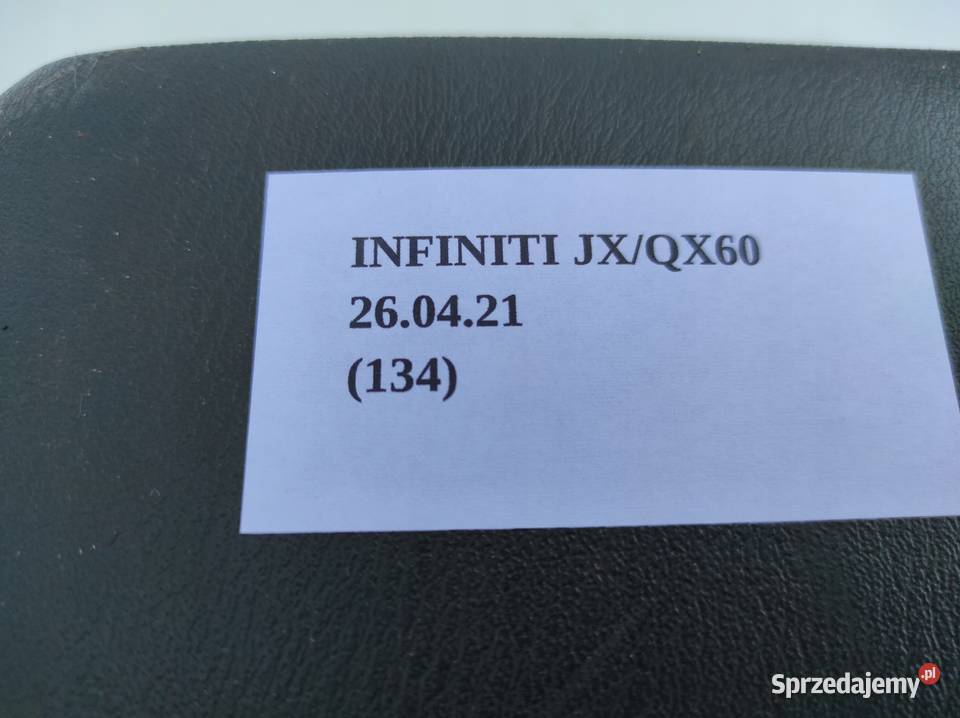 INFINITI JX/QX60
26.04.21
(134)
Sprzedajemy.pl